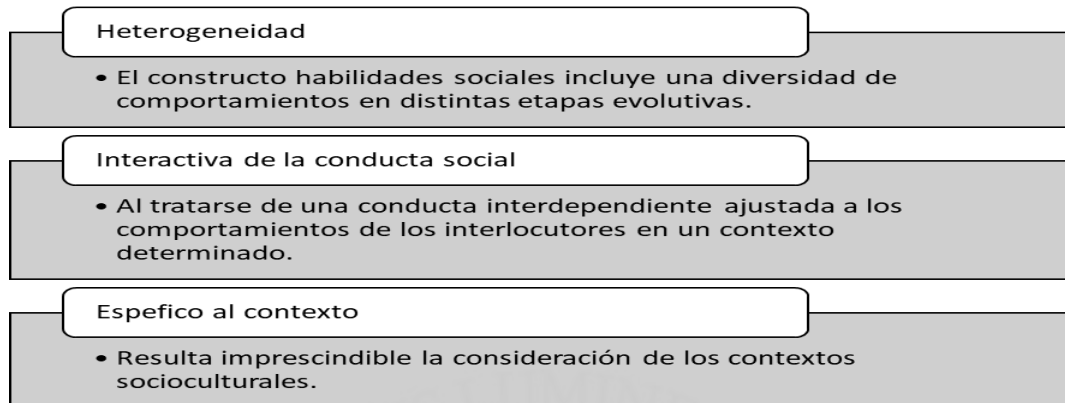 Heterogeneidad
• El constructo habilidades sociales incluye una diversidad de
comportamientos en distintas etapas evolutivas.
Interactiva de la conducta social
• Al tratarse de una conducta interdependiente ajustada a los
comportamientos de los interlocutores en un contexto
determinado.
Espefico al contexto
• Resulta imprescindible la consideración de los contextos
socioculturales.